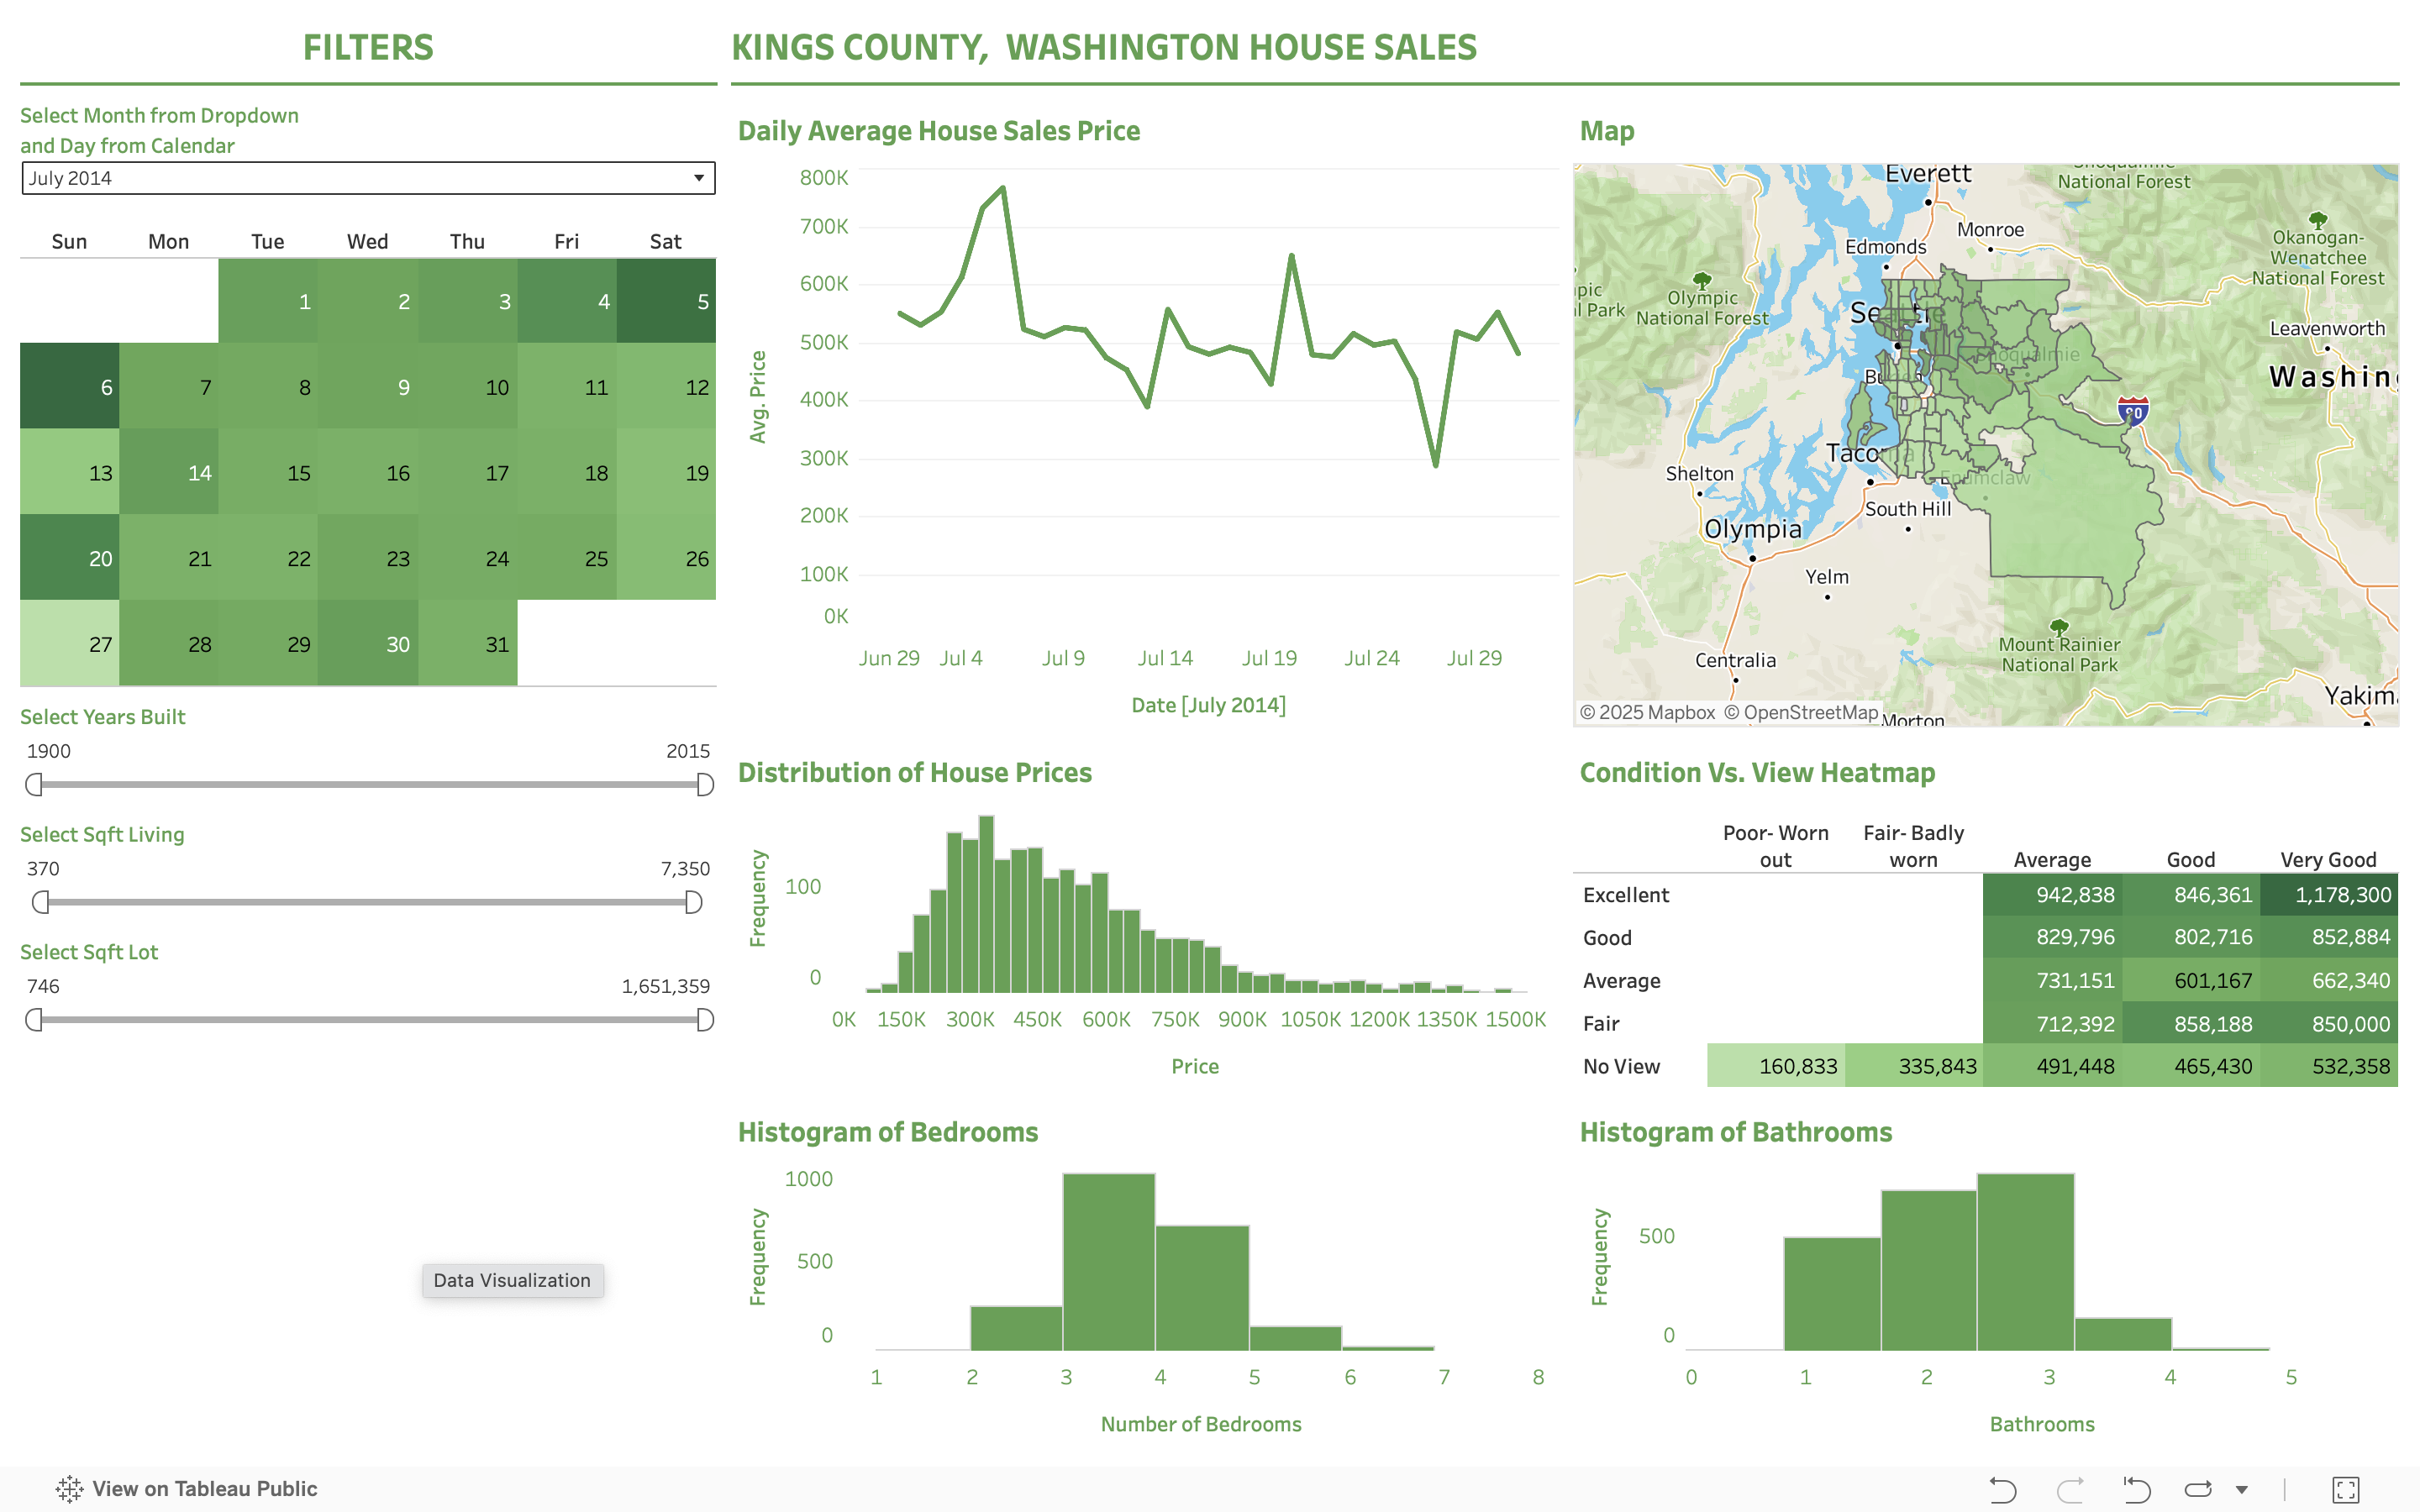 FILTERS
KINGS COUNTY, WASHINGTON HOUSE SALES
Select Month from Dropdown
and Day from Calendar
July 2014
Sun Mon Tue Wed Thu Fri Sat
1 2 3 4 5
6 7 8 9 10 11 12
13 14 15 16 17 18 19
20 21 22 23 24 25 26
27 28 29 30 31
Select Years Built
1900 2015
Select Sqft Living
370 7,350
Select Sqft Lot
746 1,651,359
Data Visualization
Daily Average House Sales Price
Avg. Price
800K
700K
600K
500K
400K
300K
200K
100K
0K
Jun 29 Jul 4 Jul 9 Jul 14 Jul 19 Jul 24 Jul 29
Date [July 2014]
Map
Everett
National Forest
Monroe
Edmonds
Okanogan-
Wenatchee
National Forest
Olympic
National Forest
l Park
Leavenworth
Washin
90
Shelton
South Hill
Olympia
Yelm
Mount Rainier
National Park
Centralia
Yakim
© 2025 Mapbox © OpenStreetMap
Morton
Distribution of House Prices
Frequency
100
0
0K 150K 300K 450K 600K 750K 900K 1050K 1200K 1350K 1500K
Price
Condition Vs. View Heatmap
Poor- Worn out Fair- Badly worn Average Good Very Good
Excellent 942,838 846,361 1,178,300
Good 829,796 802,716 852,884
Average 731,151 601,167 662,340
Fair 712,392 858,188 850,000
No View 160,833 335,843 491,448 465,430 532,358
Histogram of Bedrooms
Frequency
1000
500
0
1 2 3 4 5 6 7 8
Number of Bedrooms
Histogram of Bathrooms
Frequency
500
0
0 1 2 3 4 5
Bathrooms
View on Tableau Public